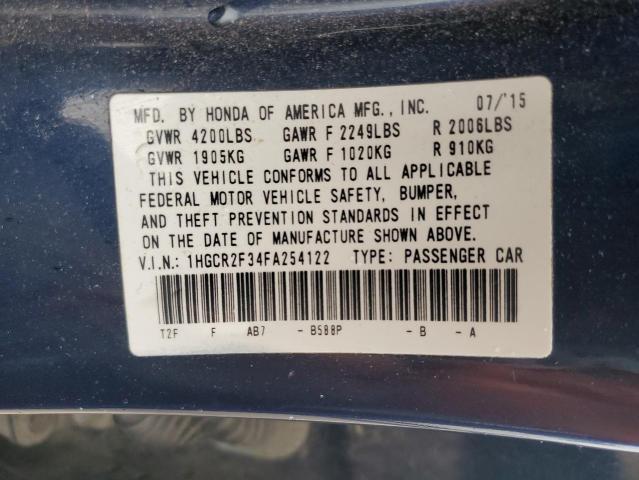 MFD. BY HONDA OF AMERICA MFG., INC. 07/'15
GVWR 4200LBS GAWR F 2249LBS R 2006LBS
GVWR 1905KG GAWR F 1020KG R 910KG
THIS VEHICLE CONFORMS TO ALL APPLICABLE
FEDERAL MOTOR VEHICLE SAFETY, BUMPER,
AND THEFT PREVENTION STANDARDS IN EFFECT
ON THE DATE OF MANUFACTURE SHOWN ABOVE.
V.I.N.: 1HGCR2F34FA254122 TYPE: PASSENGER CAR
T2F F AB7 - B588P - B - A